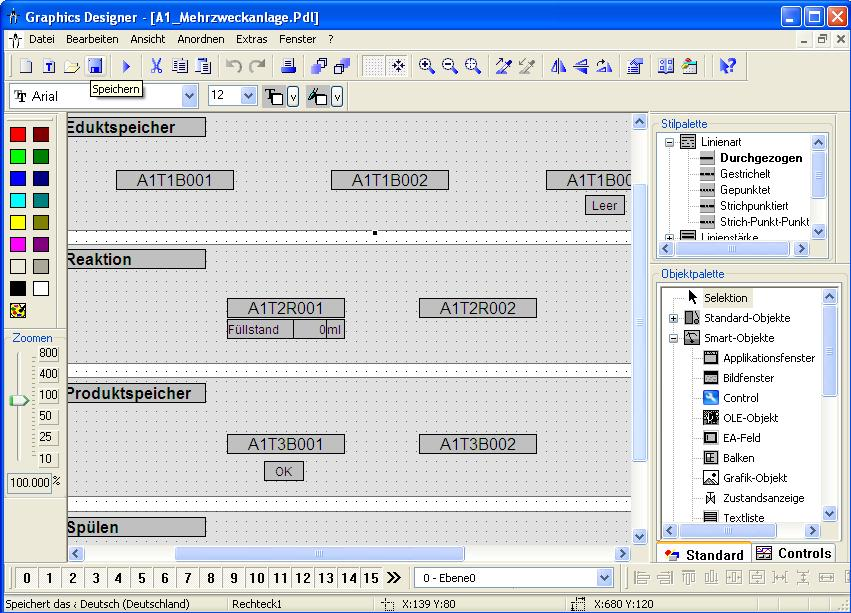 Graphics Designer - [A1_Mehrzweckanlage.Pdl]
Datei Bearbeiten Ansicht Anordnen Extras Fenster ?
Speichern
Arial 12
Eduktspeicher
A1T1B001 A1T1B002 A1T1B00
Leer
Reaktion
A1T2R001 A1T2R002
Füllstand 0 ml
Produktspeicher
A1T3B001 A1T3B002
OK
Spülen
Zoomen
800
400
100
50
25
10
100.000 %
Stilpalette
Linienart
Durchgezogen
Gestrichelt
Gepunktet
Strichpunktiert
Strich-Punkt-Punkt
Linienstärke
Objektpalette
Selektion
Standard-Objekte
Smart-Objekte
Applikationsfenster
Bildfenster
Control
OLE-Objekt
EA-Feld
Balken
Grafik-Objekt
Zustandsanzeige
Textliste
Standard Controls
0 1 2 3 4 5 6 7 8 9 10 11 12 13 14 15 0 - Ebene0
Speichert das a Deutsch (Deutschland) Rechteck1 X:139 Y:80 X:680 Y:120